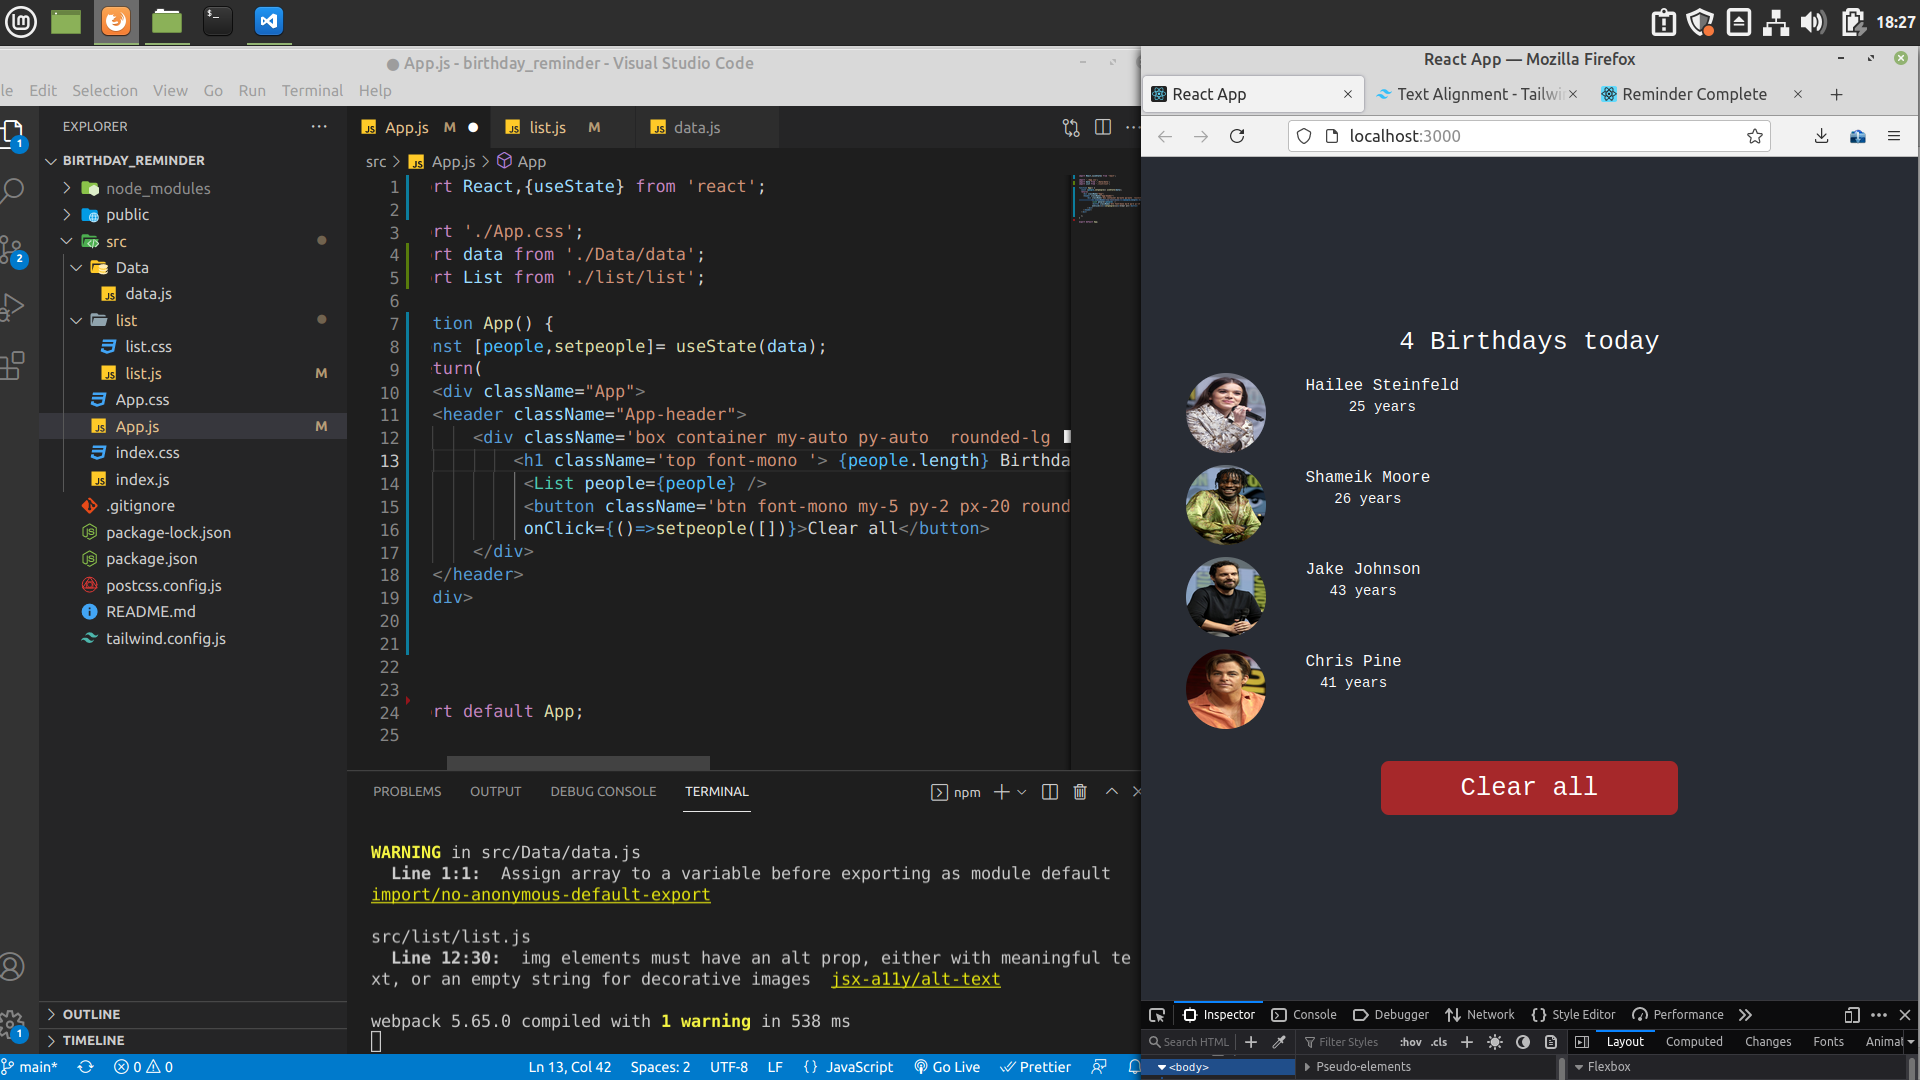 18:27
App.js - birthday_reminder - Visual Studio Code
le Edit Selection View Go Run Terminal Help
EXPLORER
BIRTHDAY_REMINDER
node_modules
public
src
Data
data.js
list
list.css
list.js M
App.css
App.js M
index.css
index.js
.gitignore
package-lock.json
package.json
postcss.config.js
README.md
tailwind.config.js
OUTLINE
TIMELINE
App.js M list.js M data.js
src > App.js > App
1 rt React,{useState} from 'react';
2
3 rt './App.css';
4 rt data from './Data/data';
5 rt List from './list/list';
6
7 tion App() {
8 nst [people,setpeople]= useState(data);
9 turn(
10 <div className="App">
11 <header className="App-header">
12 <div className='box container my-auto py-auto  rounded-lg
13 <h1 className='top font-mono '> {people.length} Birthda
14 <List people={people} />
15 <button className='btn font-mono my-5 py-2 px-20 round
16 onClick={()=>setpeople([])}>Clear all</button>
17 </div>
18 </header>
19 div>
20
21
22
23
24 rt default App;
25
PROBLEMS OUTPUT DEBUG CONSOLE TERMINAL npm
WARNING in src/Data/data.js
Line 1:1:  Assign array to a variable before exporting as module default
import/no-anonymous-default-export
src/list/list.js
Line 12:30:  img elements must have an alt prop, either with meaningful te
xt, or an empty string for decorative images  jsx-a11y/alt-text
webpack 5.65.0 compiled with 1 warning in 538 ms
main* 0 0 Ln 13, Col 42 Spaces: 2 UTF-8 LF {} JavaScript Go Live Prettier
React App — Mozilla Firefox
React App Text Alignment - Tailwi Reminder Complete
localhost:3000
4 Birthdays today
Hailee Steinfeld
25 years
Shameik Moore
26 years
Jake Johnson
43 years
Chris Pine
41 years
Clear all
Inspector Console Debugger Network Style Editor Performance
Search HTML Filter Styles :hov .cls Layout Computed Changes Fonts Animat
<body> Pseudo-elements Flexbox